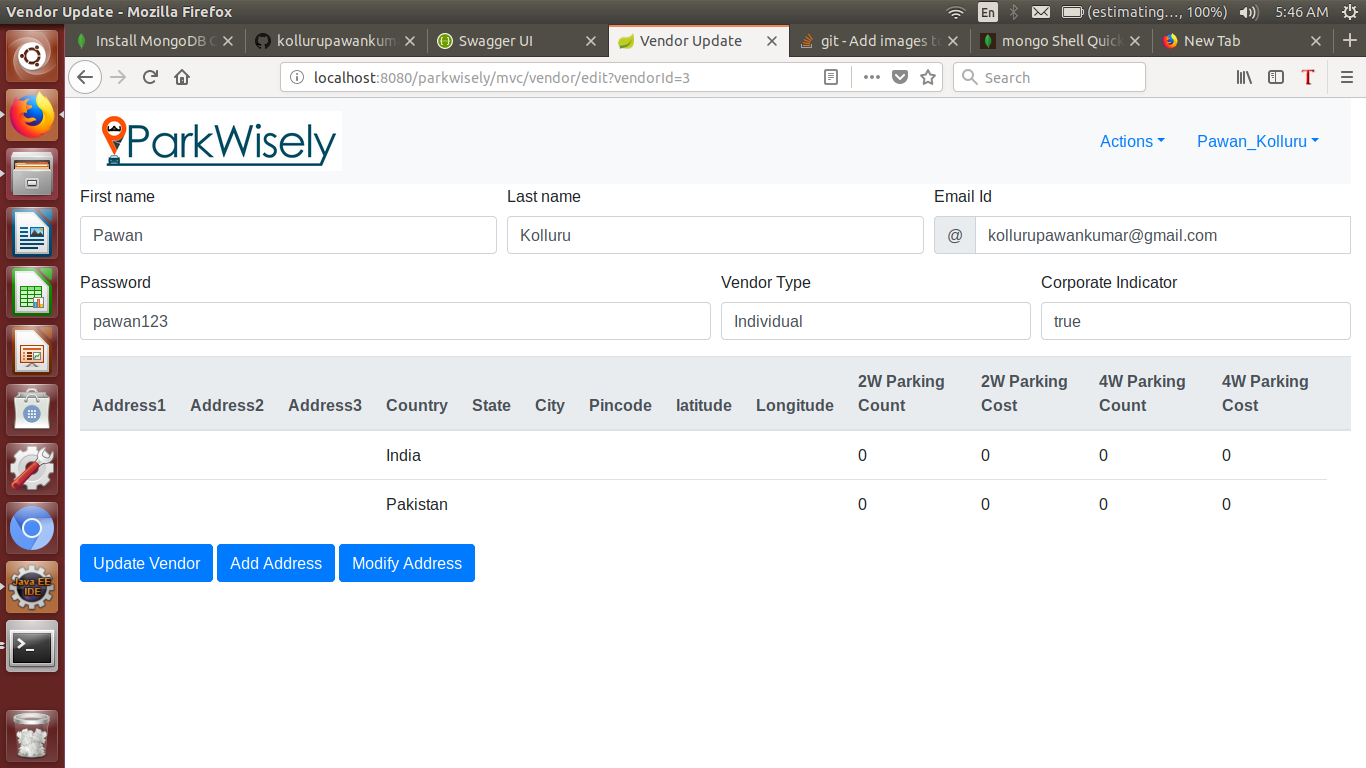 Vendor Update - Mozilla Firefox
En
(estimating..., 100%)
5:46 AM
Install MongoDB C
kollurupawankum
Swagger UI
Vendor Update
git - Add images to
mongo Shell Quick
New Tab
localhost:8080/parkwisely/mvc/vendor/edit?vendorId=3
Search
T
ParkWisely
Actions
Pawan_Kolluru
First name
Last name
Email Id
Pawan
Kolluru
@
kollurupawankumar@gmail.com
Password
Vendor Type
Corporate Indicator
pawan123
Individual
true
Address1 Address2 Address3 Country State City Pincode latitude Longitude 2W Parking Count 2W Parking Cost 4W Parking Count 4W Parking Cost
India 0 0 0 0
Pakistan 0 0 0 0
Update Vendor
Add Address
Modify Address
Java EE
IDE
>_